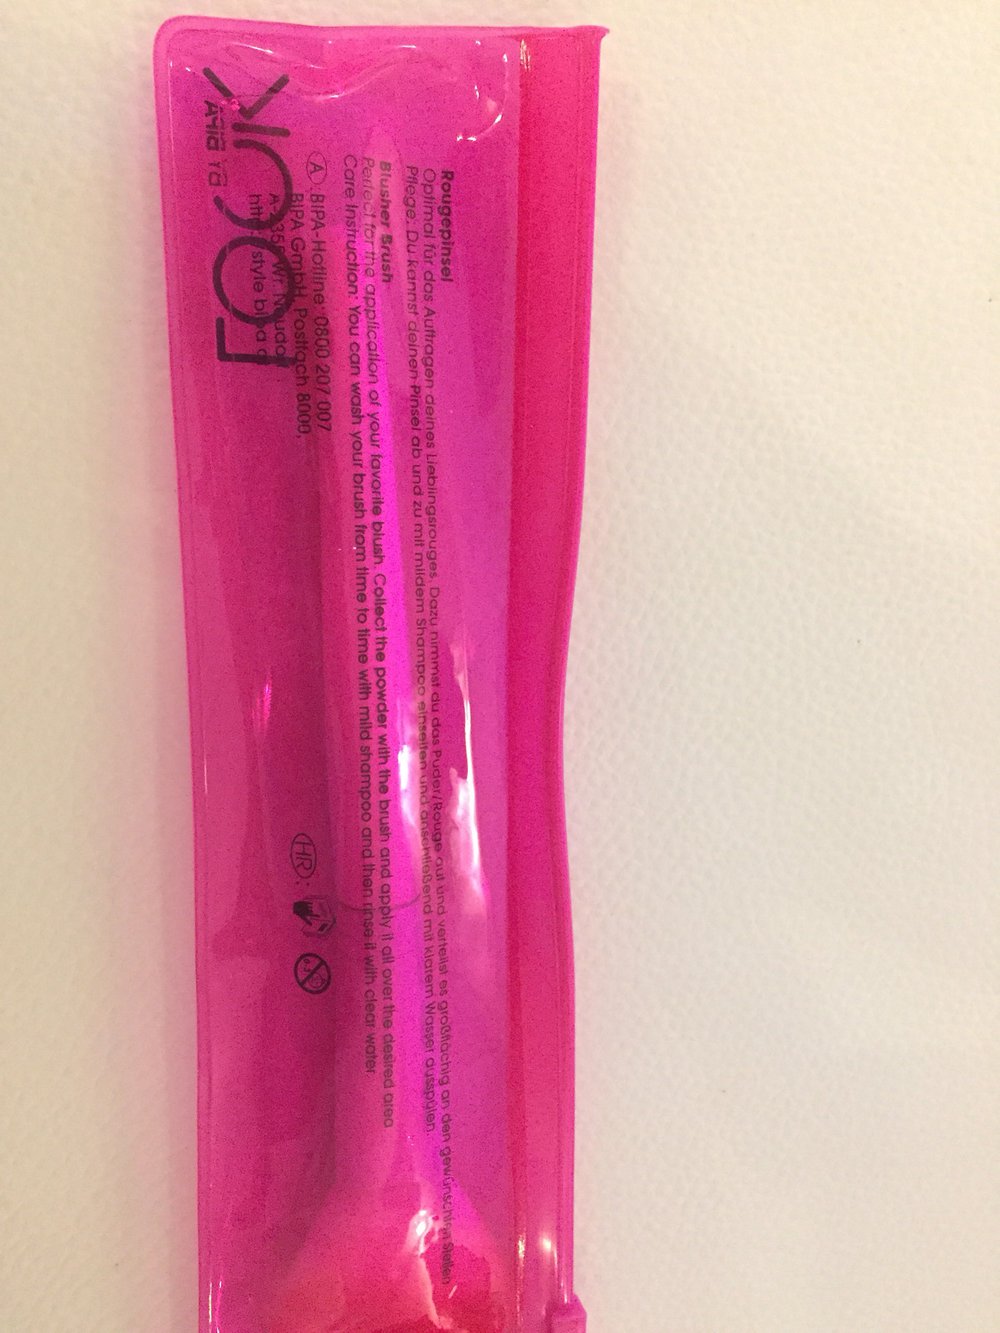 Rougepinsel
Optimal für das Auftragen deines Lieblingsrouges. Dazu nimmst du das Puder/Rouge auf und verteilst es großflächig an den gewünschten Stellen
Pflege: Du kannst deinen Pinsel ab und zu mit mildem Shampoo einseifen und anschließend mit klarem Wasser ausspülen.
Blusher Brush
Perfect for the application of your favorite blush. Collect the powder with the brush and apply it all over the desired area
Care Instruction: You can wash your brush from time to time with mild shampoo and then rinse it with clear water.
A: BIPA-Hotline: 0800 207 007
BIPA GmbH, Postfach 8000,
Wr. Neudorf
style.bipa
HR:
LOOK
BY BIPA